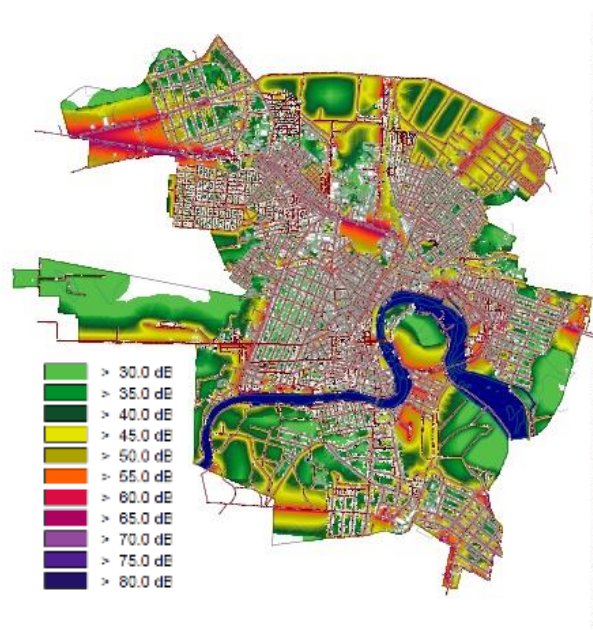 > 30.0 dB
> 35.0 dB
> 40.0 dB
> 45.0 dB
> 50.0 dB
> 55.0 dB
> 60.0 dB
> 65.0 dB
> 70.0 dB
> 75.0 dB
> 80.0 dB